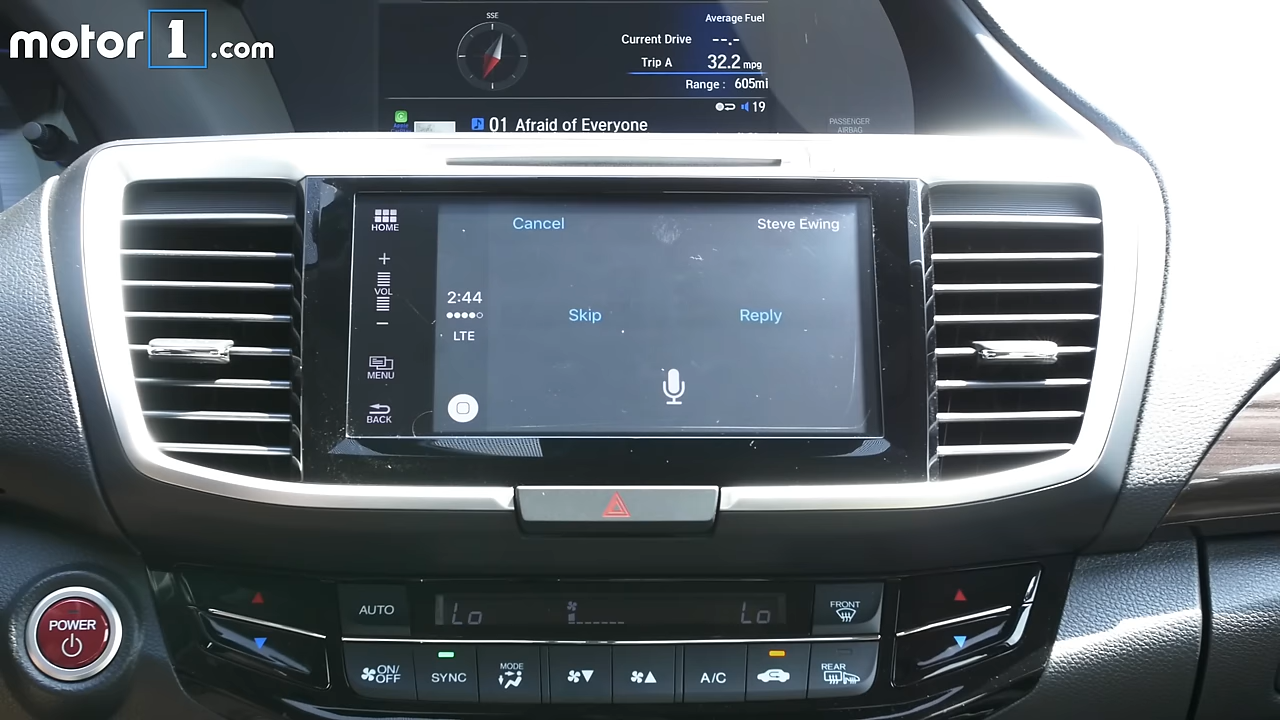 motor1.com
SSE
Average Fuel
Current Drive --.-
Trip A 32.2 mpg
Range : 605mi
19
01 Afraid of Everyone
PASSENGER
AIRBAG
HOME
+
VOL
−
MENU
BACK
Cancel
Steve Ewing
2:44
LTE
Skip
Reply
POWER
AUTO
Lo
Lo
FRONT
ON/
OFF
SYNC
MODE
A/C
REAR